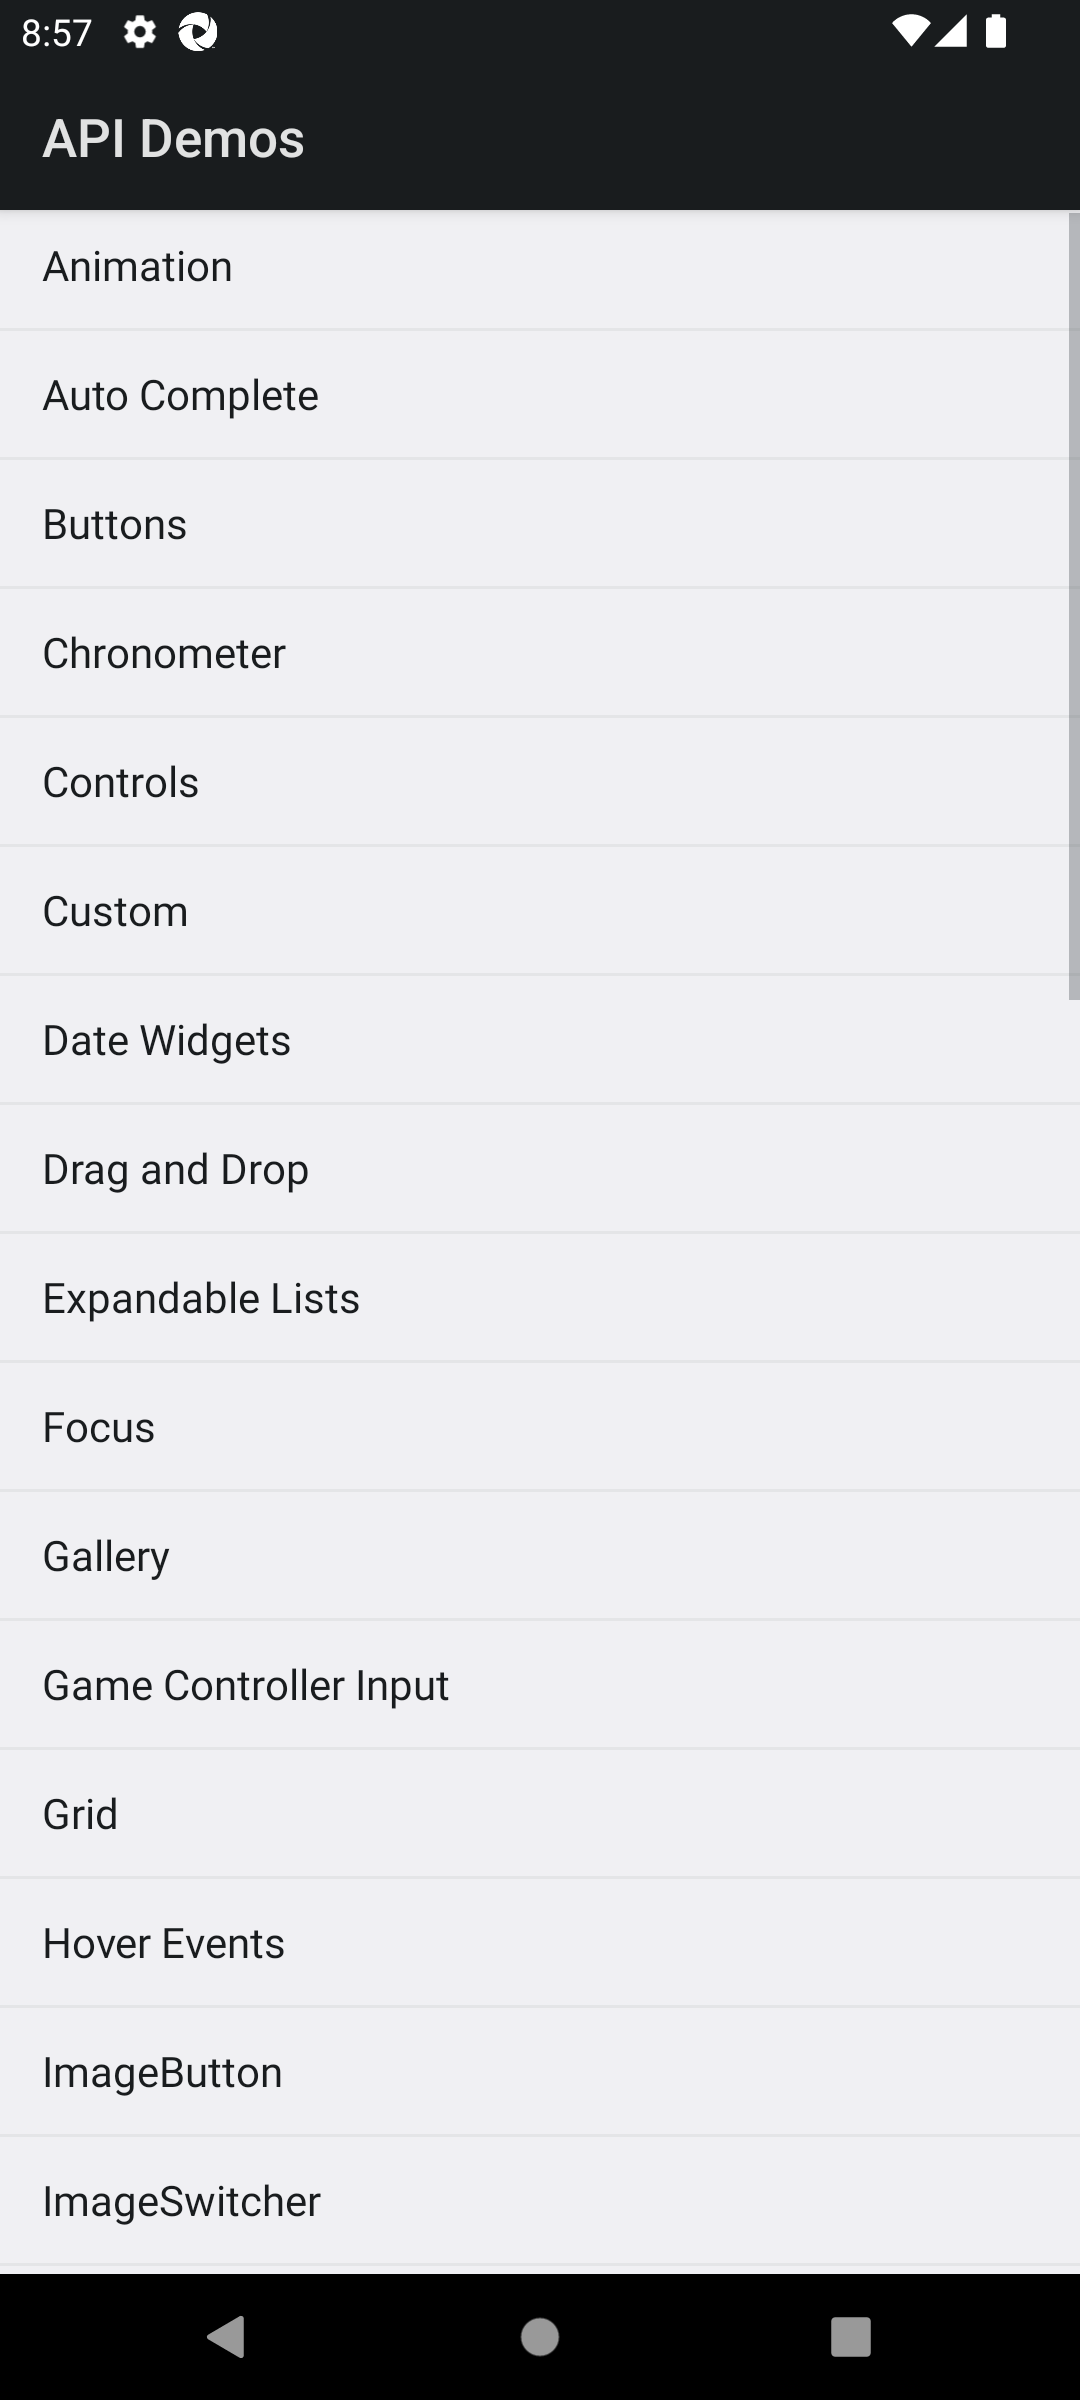 8:57
API Demos
Animation
Auto Complete
Buttons
Chronometer
Controls
Custom
Date Widgets
Drag and Drop
Expandable Lists
Focus
Gallery
Game Controller Input
Grid
Hover Events
ImageButton
ImageSwitcher